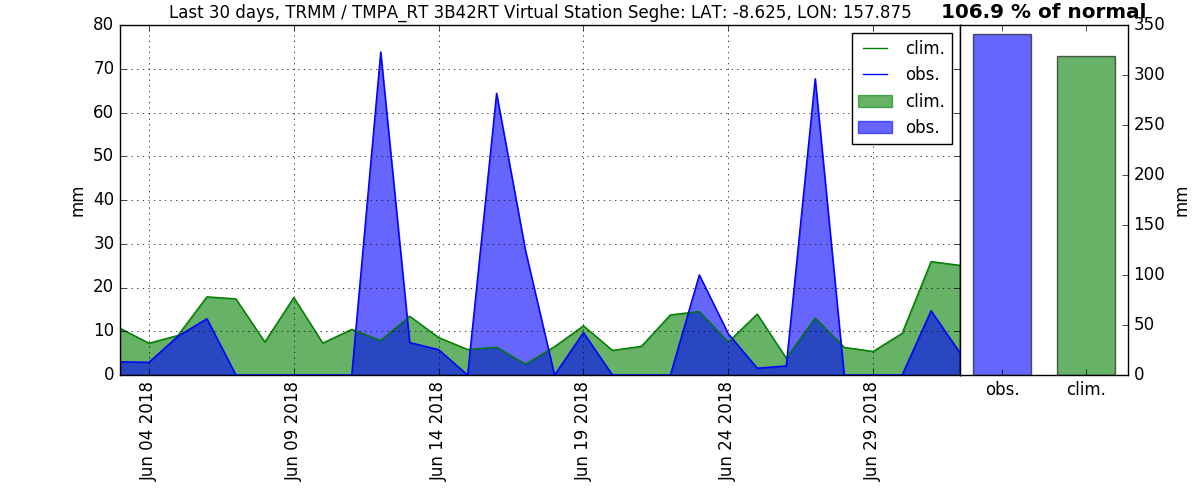 Last 30 days, TRMM / TMPA_RT 3B42RT Virtual Station Seghe: LAT: -8.625, LON: 157.875
106.9 % of normal
80
70
60
50
40
30
20
10
0
mm
clim.
obs.
clim.
obs.
350
300
250
200
150
100
50
0
mm
Jun 04 2018
Jun 09 2018
Jun 14 2018
Jun 19 2018
Jun 24 2018
Jun 29 2018
obs.
clim.